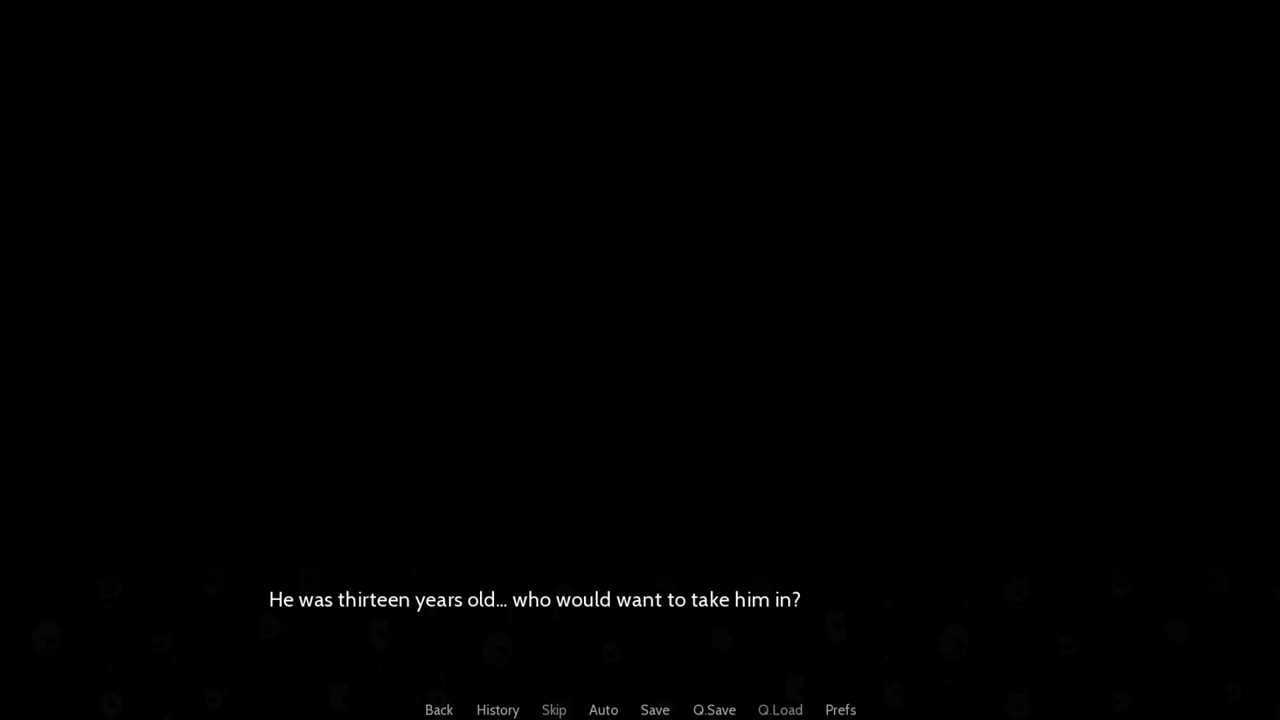 He was thirteen years old... who would want to take him in?
Back History Skip Auto Save Q.Save Q.Load Prefs